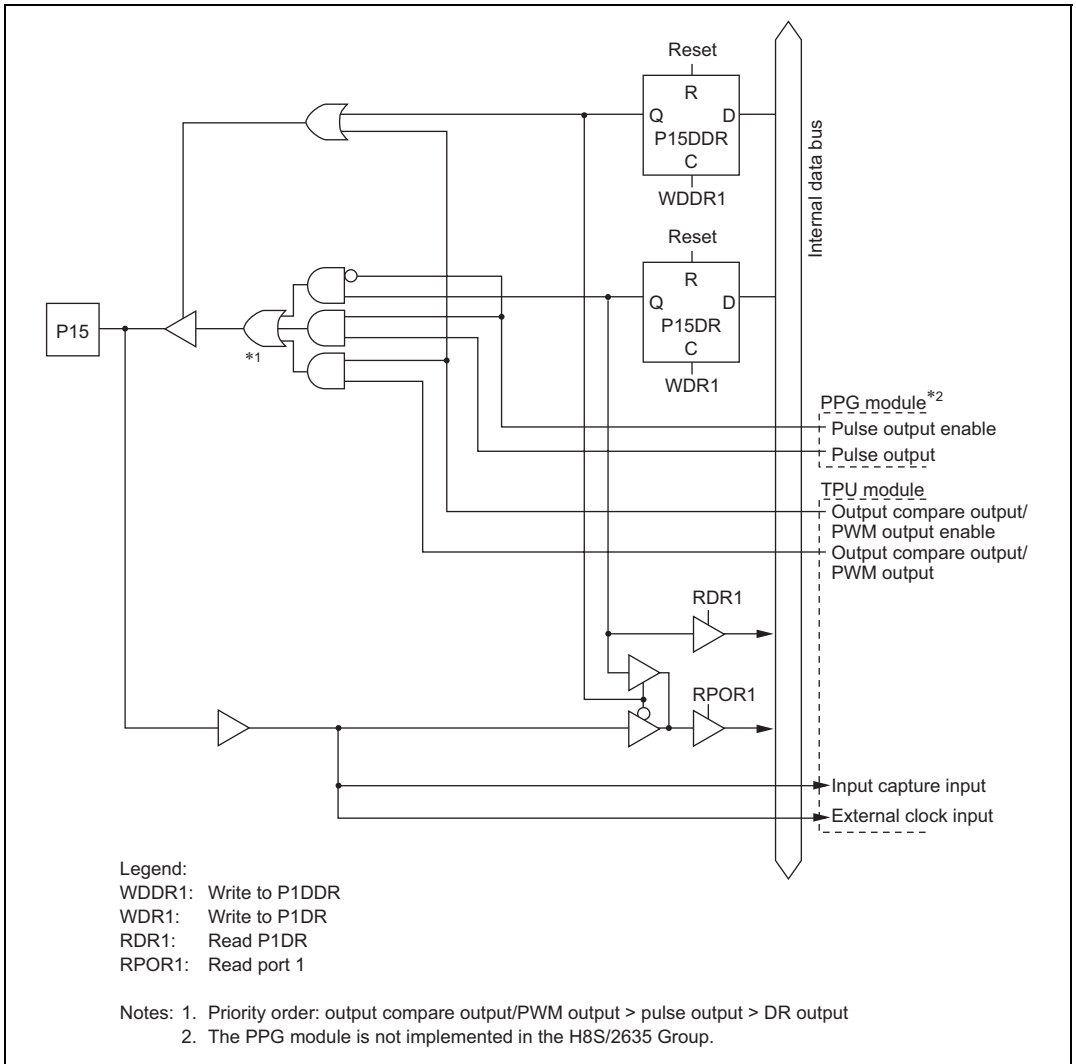 Reset
R
Q D
P15DDR
C
WDDR1
Internal data bus
Reset
R
Q D
P15DR
C
WDR1
P15
*1
PPG module*2
Pulse output enable
Pulse output
TPU module
Output compare output/
PWM output enable
Output compare output/
PWM output
RDR1
RPOR1
Input capture input
External clock input
Legend:
WDDR1: Write to P1DDR
WDR1: Write to P1DR
RDR1: Read P1DR
RPOR1: Read port 1
Notes: 1. Priority order: output compare output/PWM output > pulse output > DR output
2. The PPG module is not implemented in the H8S/2635 Group.